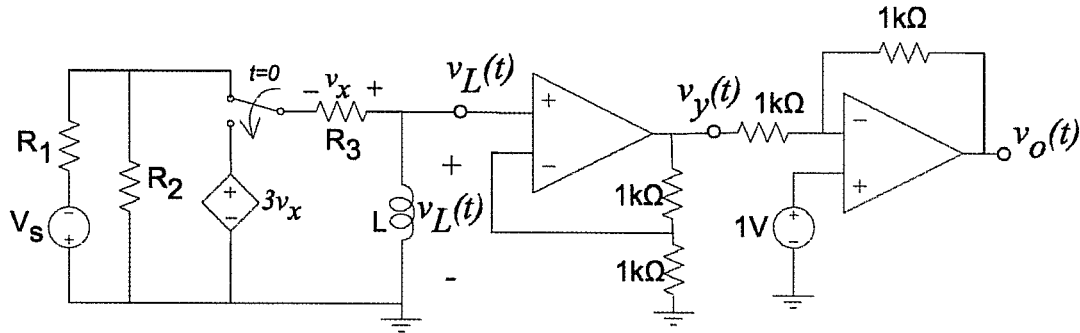 1kΩ
t=0
− v_x +
v_L(t)
v_y(t)
1kΩ
+
−
−
+
v_o(t)
R_1
R_2
R_3
+
−
3v_x
L
+
v_L(t)
−
V_s
−
+
1kΩ
1kΩ
1V
+
−